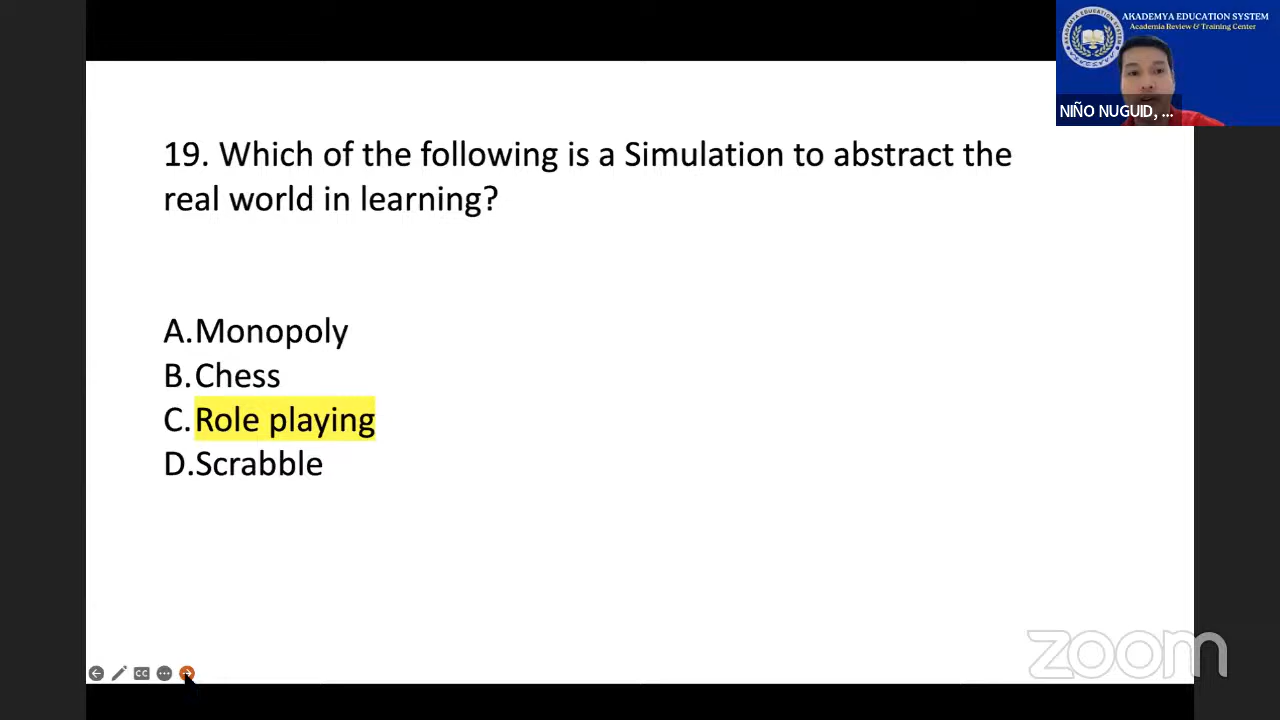 AKADEMYA EDUCATION SYSTEM
Academia Review & Training Center
NIÑO NUGUID, ...
19. Which of the following is a Simulation to abstract the
real world in learning?
A.Monopoly
B.Chess
C.Role playing
D.Scrabble
CC
zoom